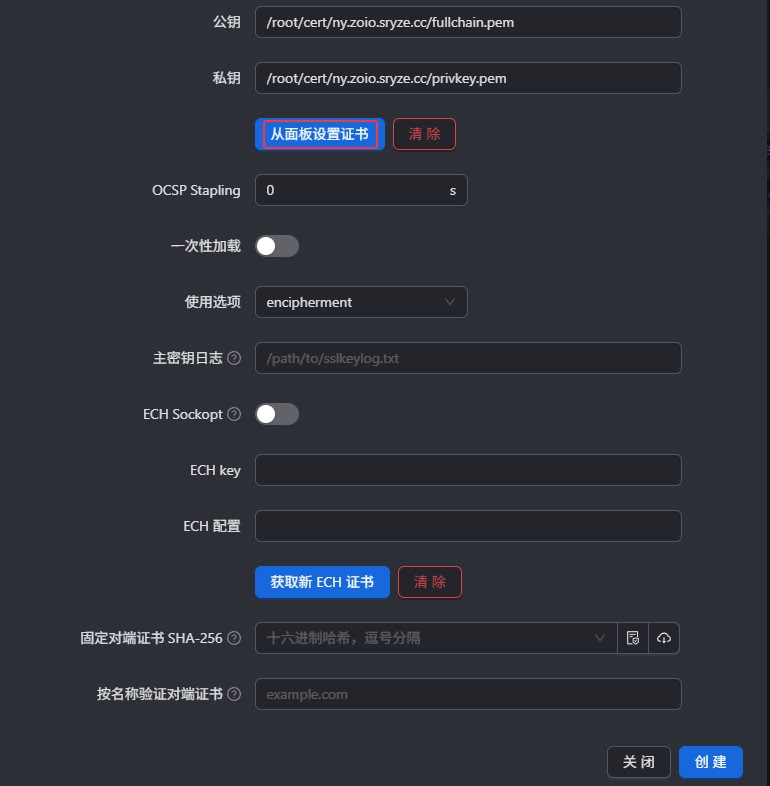 公钥 /root/cert/ny.zoio.sryze.cc/fullchain.pem
私钥 /root/cert/ny.zoio.sryze.cc/privkey.pem
从面板设置证书 清 除
OCSP Stapling 0 s
一次性加载
使用选项 encipherment
主密钥日志 /path/to/sslkeylog.txt
ECH Sockopt
ECH key
ECH 配置
获取新 ECH 证书 清 除
固定对端证书 SHA-256 十六进制哈希，逗号分隔
按名称验证对端证书 example.com
关 闭 创 建